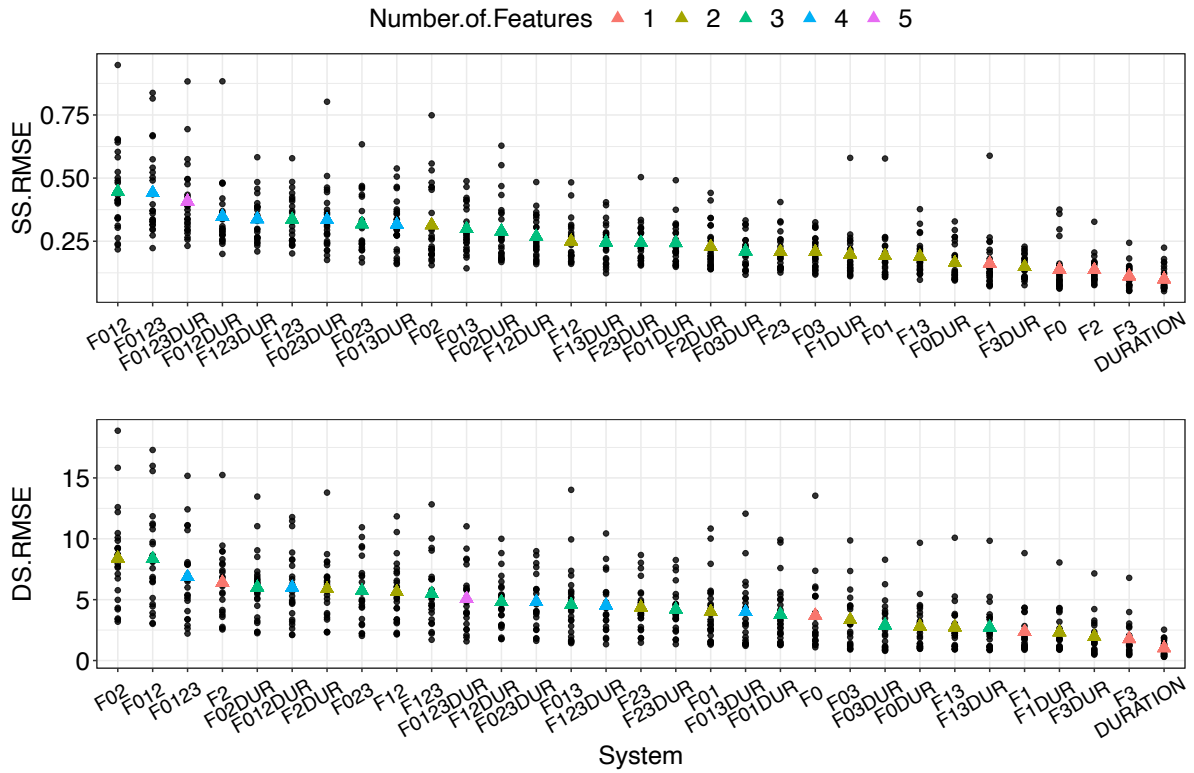 Number.of.Features 1 2 3 4 5
SS.RMSE
0.75
0.50
0.25
F012 F0123 F0123DUR F012DUR F123DUR F123 F023DUR F023 F013DUR F02 F013 F02DUR F12DUR F12 F13DUR F23DUR F01DUR F2DUR F03DUR F23 F03 F1DUR F01 F13 F0DUR F1 F3DUR F0 F2 F3 DURATION
DS.RMSE
15
10
5
0
F02 F012 F0123 F2 F02DUR F012DUR F2DUR F023 F12 F123 F0123DUR F12DUR F023DUR F013 F123DUR F23 F23DUR F01 F013DUR F01DUR F0 F03 F03DUR F0DUR F13 F13DUR F1 F1DUR F3DUR F3 DURATION
System